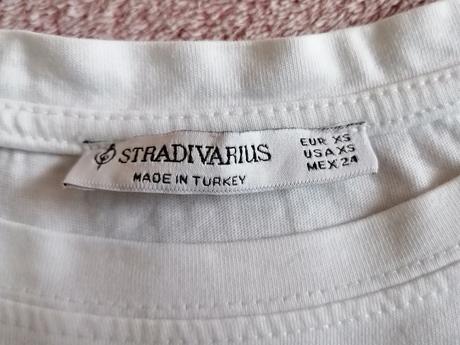 STRADIVARIUS
MADE IN TURKEY
EUR XS
USA XS
MEX 24